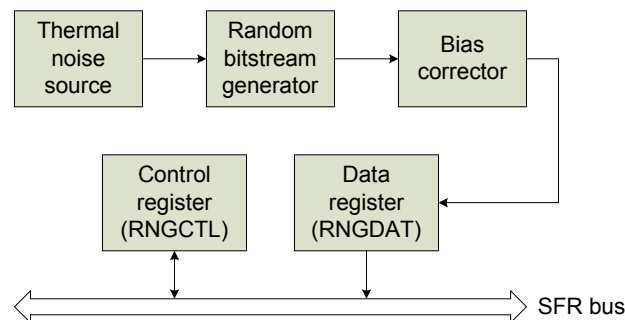 Thermal
noise
source
Random
bitstream
generator
Bias
corrector
Control
register
(RNGCTL)
Data
register
(RNGDAT)
SFR bus